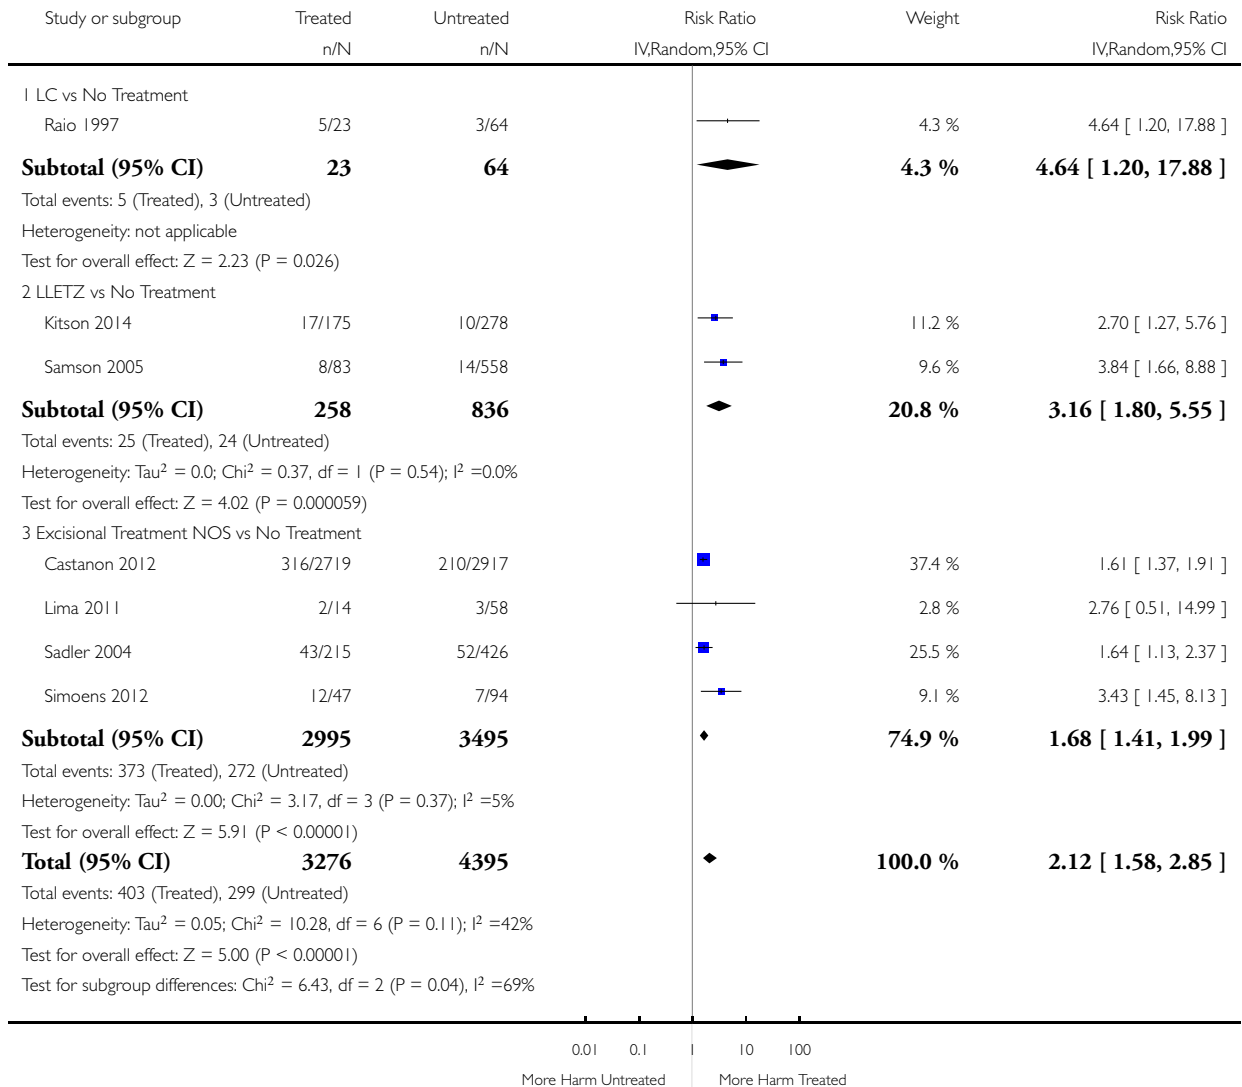 Study or subgroup Treated Untreated Risk Ratio Weight Risk Ratio
n/N n/N IV,Random,95% CI IV,Random,95% CI
1 LC vs No Treatment
Raio 1997 5/23 3/64 4.3 % 4.64 [ 1.20, 17.88 ]
Subtotal (95% CI) 23 64 4.3 % 4.64 [ 1.20, 17.88 ]
Total events: 5 (Treated), 3 (Untreated)
Heterogeneity: not applicable
Test for overall effect: Z = 2.23 (P = 0.026)
2 LLETZ vs No Treatment
Kitson 2014 17/175 10/278 11.2 % 2.70 [ 1.27, 5.76 ]
Samson 2005 8/83 14/558 9.6 % 3.84 [ 1.66, 8.88 ]
Subtotal (95% CI) 258 836 20.8 % 3.16 [ 1.80, 5.55 ]
Total events: 25 (Treated), 24 (Untreated)
Heterogeneity: Tau² = 0.0; Chi² = 0.37, df = 1 (P = 0.54); I² =0.0%
Test for overall effect: Z = 4.02 (P = 0.000059)
3 Excisional Treatment NOS vs No Treatment
Castanon 2012 316/2719 210/2917 37.4 % 1.61 [ 1.37, 1.91 ]
Lima 2011 2/14 3/58 2.8 % 2.76 [ 0.51, 14.99 ]
Sadler 2004 43/215 52/426 25.5 % 1.64 [ 1.13, 2.37 ]
Simoens 2012 12/47 7/94 9.1 % 3.43 [ 1.45, 8.13 ]
Subtotal (95% CI) 2995 3495 74.9 % 1.68 [ 1.41, 1.99 ]
Total events: 373 (Treated), 272 (Untreated)
Heterogeneity: Tau² = 0.00; Chi² = 3.17, df = 3 (P = 0.37); I² =5%
Test for overall effect: Z = 5.91 (P < 0.00001)
Total (95% CI) 3276 4395 100.0 % 2.12 [ 1.58, 2.85 ]
Total events: 403 (Treated), 299 (Untreated)
Heterogeneity: Tau² = 0.05; Chi² = 10.28, df = 6 (P = 0.11); I² =42%
Test for overall effect: Z = 5.00 (P < 0.00001)
Test for subgroup differences: Chi² = 6.43, df = 2 (P = 0.04), I² =69%
0.01 0.1 1 10 100
More Harm Untreated More Harm Treated